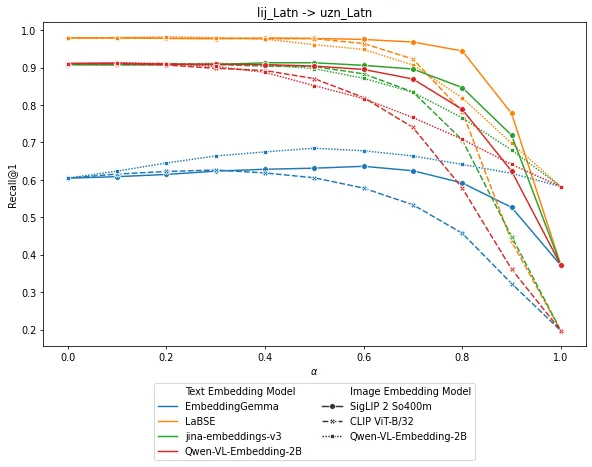 lij_Latn -> uzn_Latn
1.0
0.9
0.8
0.7
0.6
0.5
0.4
0.3
0.2
Recall@1
0.0 0.2 0.4 0.6 0.8 1.0
α
Text Embedding Model
EmbeddingGemma
LaBSE
jina-embeddings-v3
Qwen-VL-Embedding-2B
Image Embedding Model
SigLIP 2 So400m
CLIP ViT-B/32
Qwen-VL-Embedding-2B